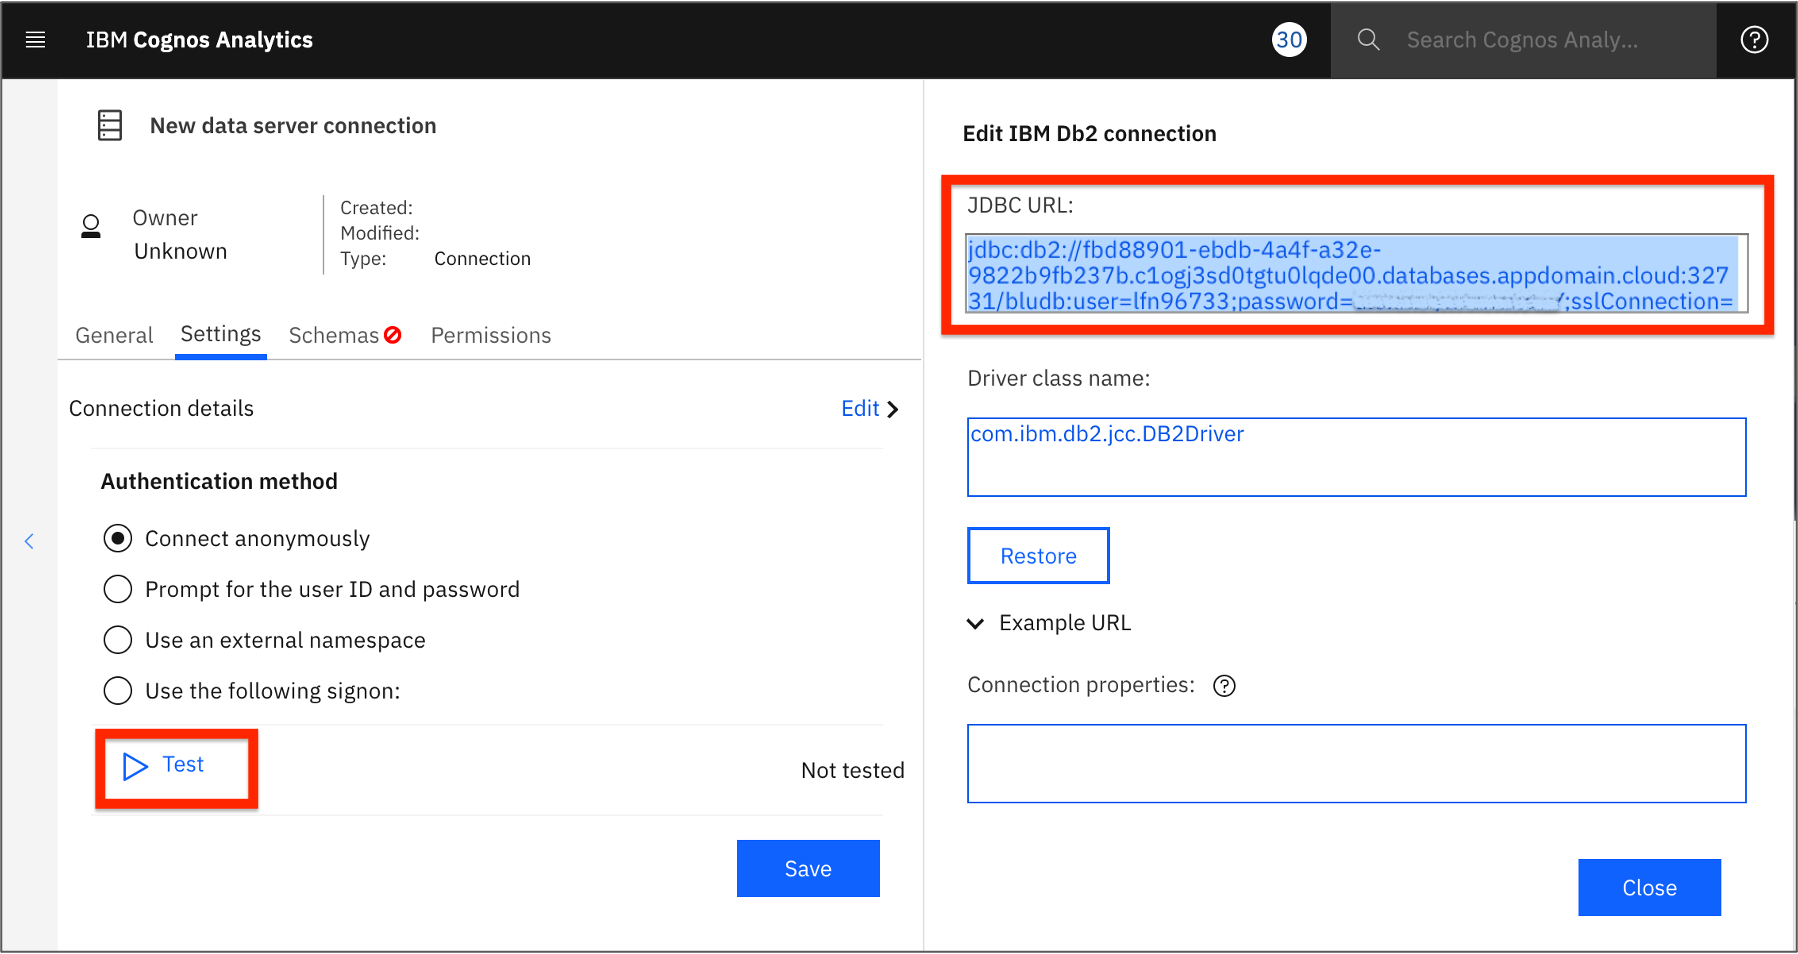 IBM Cognos Analytics
30
Search Cognos Analy...
New data server connection
Owner
Unknown
Created:
Modified:
Type: Connection
General Settings Schemas Permissions
Connection details Edit
Authentication method
Connect anonymously
Prompt for the user ID and password
Use an external namespace
Use the following signon:
Test
Not tested
Save
Edit IBM Db2 connection
JDBC URL:
jdbc:db2://fbd88901-ebdb-4a4f-a32e-
9822b9fb237b.c1ogj3sd0tgtu0lqde00.databases.appdomain.cloud:327
31/bludb:user=lfn96733;password= ;sslConnection=
Driver class name:
com.ibm.db2.jcc.DB2Driver
Restore
Example URL
Connection properties: ?
Close